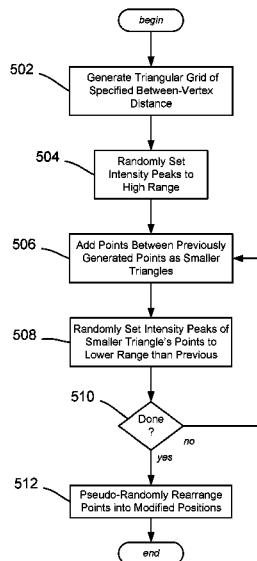 begin
502
Generate Triangular Grid of
Specified Between-Vertex
Distance
504
Randomly Set
Intensity Peaks to
High Range
506
Add Points Between Previously
Generated Points as Smaller
Triangles
508
Randomly Set Intensity Peaks of
Smaller Triangle's Points to
Lower Range than Previous
510
Done
?
no
yes
512
Pseudo-Randomly Rearrange
Points into Modified Positions
end